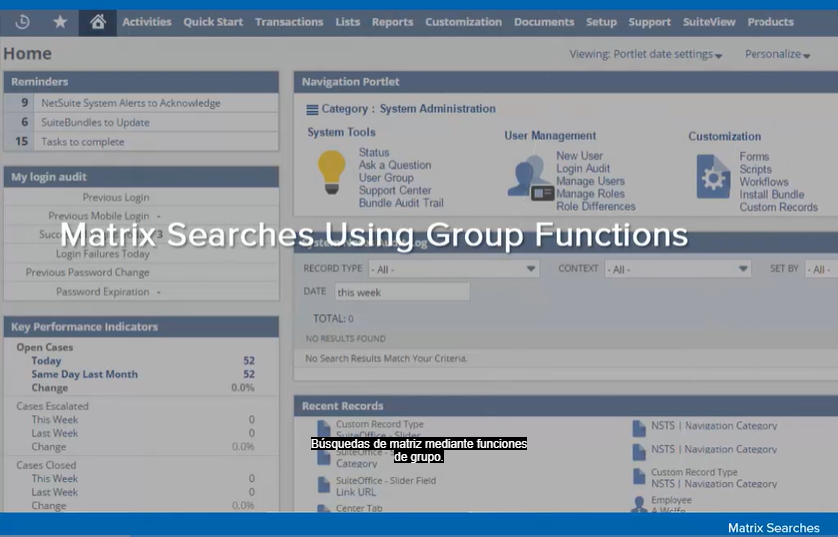 Activities Quick Start Transactions Lists Reports Customization Documents Setup Support SuiteView Products
Home
Viewing: Portlet date settings Personalize
Reminders
9 NetSuite System Alerts to Acknowledge
6 SuiteBundles to Update
15 Tasks to complete
My login audit
Previous Login
Previous Mobile Login -
3
Login Failures Today
Previous Password Change
Password Expiration -
Key Performance Indicators
Open Cases
Today 52
Same Day Last Month 52
Change 0.0%
Cases Escalated
This Week 0
Last Week 0
Change 0.0%
Cases Closed
This Week 0
Last Week 0
Change 0.0%
Navigation Portlet
Category : System Administration
System Tools
Status
Ask a Question
User Group
Support Center
Bundle Audit Trail
User Management
New User
Login Audit
Manage Users
Manage Roles
Role Differences
Customization
Forms
Scripts
Workflows
Install Bundle
Custom Records
Matrix Searches Using Group Functions
RECORD TYPE - All - CONTEXT - All - SET BY - All -
DATE this week
TOTAL: 0
NO RESULTS FOUND
No Search Results Match Your Criteria.
Recent Records
Custom Record Type
SuiteOffice - Slider
SuiteOffice - S
Category
SuiteOffice - Slider Field
Link URL
Center Tab
NSTS | Navigation Category
NSTS | Navigation Category
Custom Record Type
NSTS | Navigation Category
Employee
A Wolfe
Búsquedas de matriz mediante funciones
de grupo.
Matrix Searches